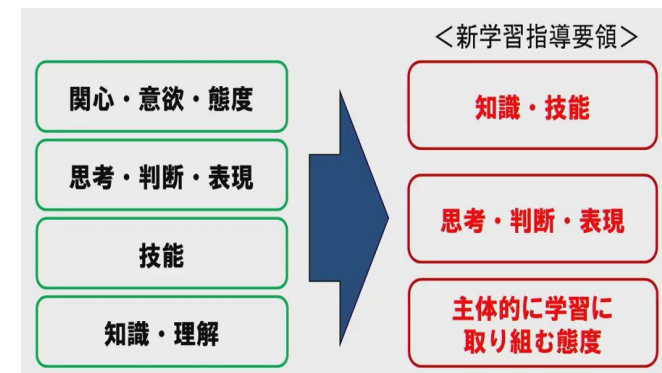 ＜新学習指導要領＞
関心・意欲・態度
思考・判断・表現
技能
知識・理解
知識・技能
思考・判断・表現
主体的に学習に
取り組む態度